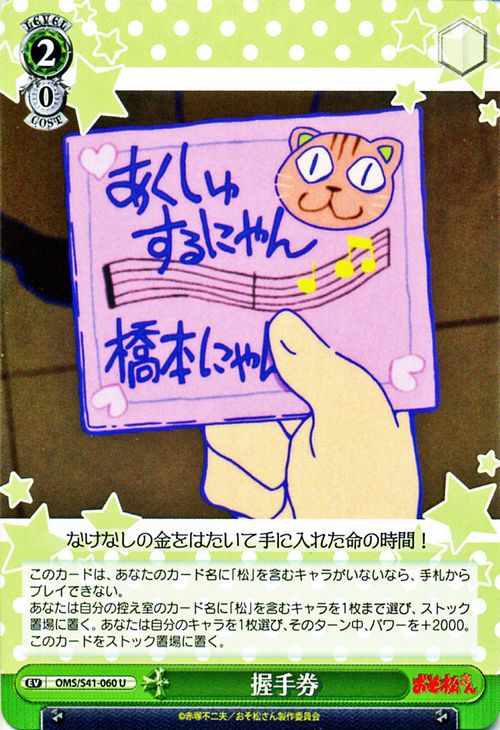 LEVEL
2
0
COST
あくしゅ
するにゃん
橋本にゃ
なけなしの金をはたいて手に入れた命の時間！
このカードは、あなたのカード名に「松」を含むキャラがいないなら、手札から
プレイできない。
あなたは自分の控え室のカード名に「松」を含むキャラを1枚まで選び、ストック
置場に置く。あなたは自分のキャラを1枚選び、そのターン中、パワーを+2000。
このカードをストック置場に置く。
EV OMS/S41-060 U 握手券 おそ松さん
©赤塚不二夫／おそ松さん製作委員会